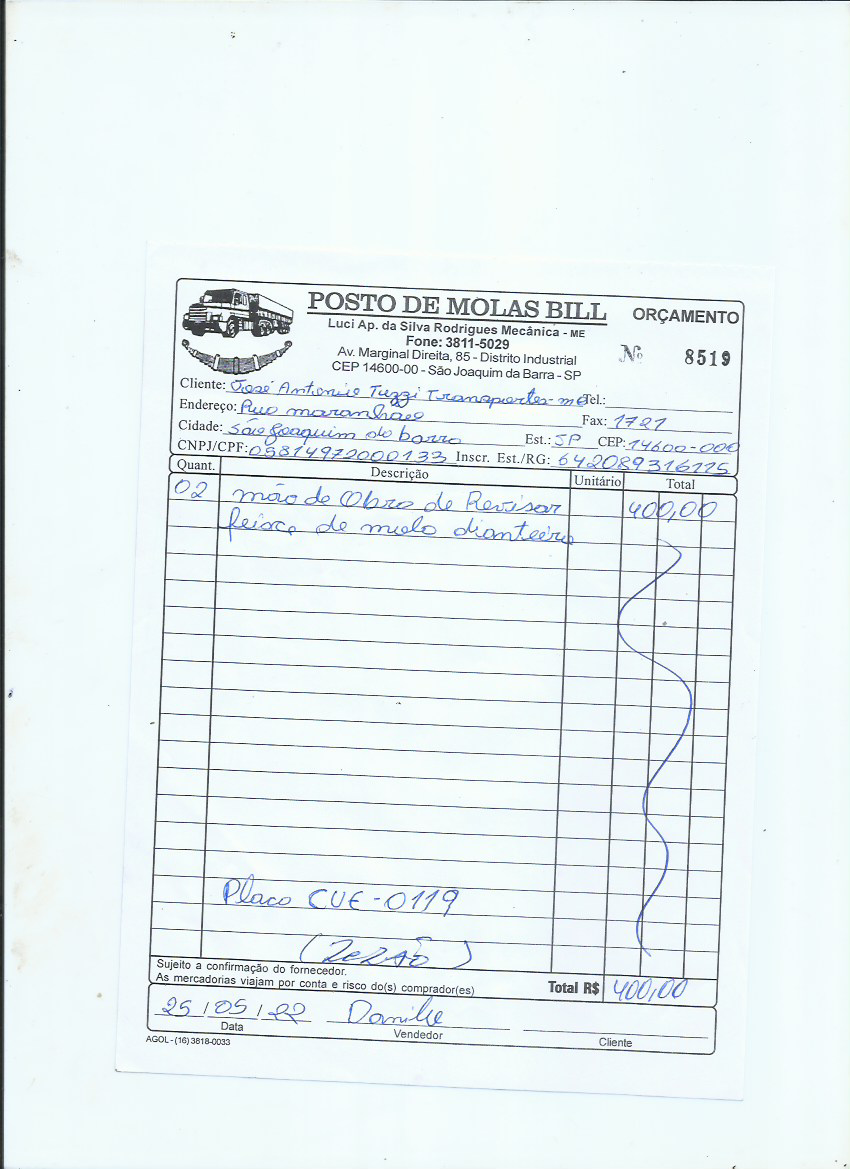 POSTO DE MOLAS BILL
ORÇAMENTO
Luci Ap. da Silva Rodrigues Mecânica - ME
Fone: 3811-5029
Av. Marginal Direita, 85 - Distrito Industrial
CEP 14600-00 - São Joaquim da Barra - SP
Nº 8519
Cliente: José Antonio Tuzzi Transportes-me Tel.:
Endereço: Rua maranhão Fax: 1721
Cidade: São Joaquim da barra Est.: SP CEP: 14600-000
CNPJ/CPF: 05814972000133 Inscr. Est./RG: 642089316115
Quant. Descrição Unitário Total
02 mão de Obra de Revisar 400,00
feixe de mola dianteiro
Placa CUE-0119
(ZEZÃO)
Sujeito a confirmação do fornecedor.
As mercadorias viajam por conta e risco do(s) comprador(es)
Total R$ 400,00
25/05/22 Danilo
Data Vendedor Cliente
AGOL - (16) 3818-0033